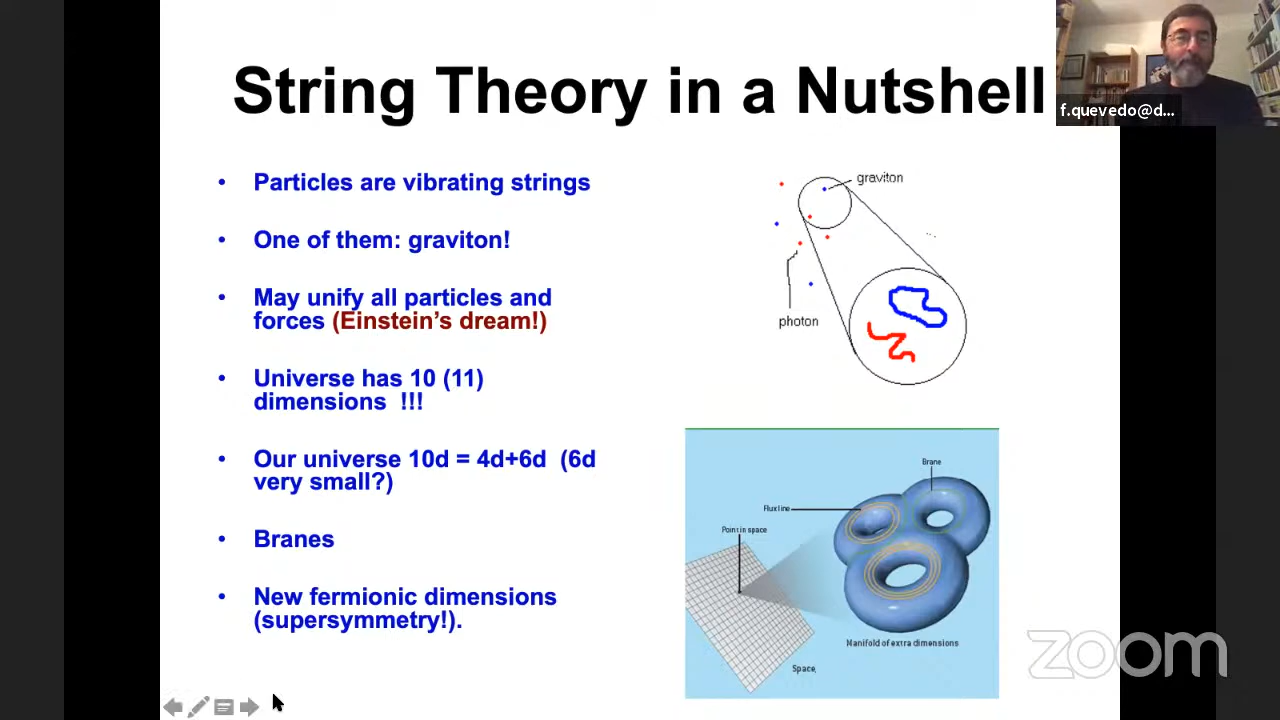 String Theory in a Nutshell
f.quevedo@d...
• Particles are vibrating strings
• One of them: graviton!
• May unify all particles and
forces (Einstein’s dream!)
• Universe has 10 (11)
dimensions !!!
• Our universe 10d = 4d+6d (6d
very small?)
• Branes
• New fermionic dimensions
(supersymmetry!).
graviton
photon
Brane
Flux line
Point in space
Manifold of extra dimensions
Space
zoom